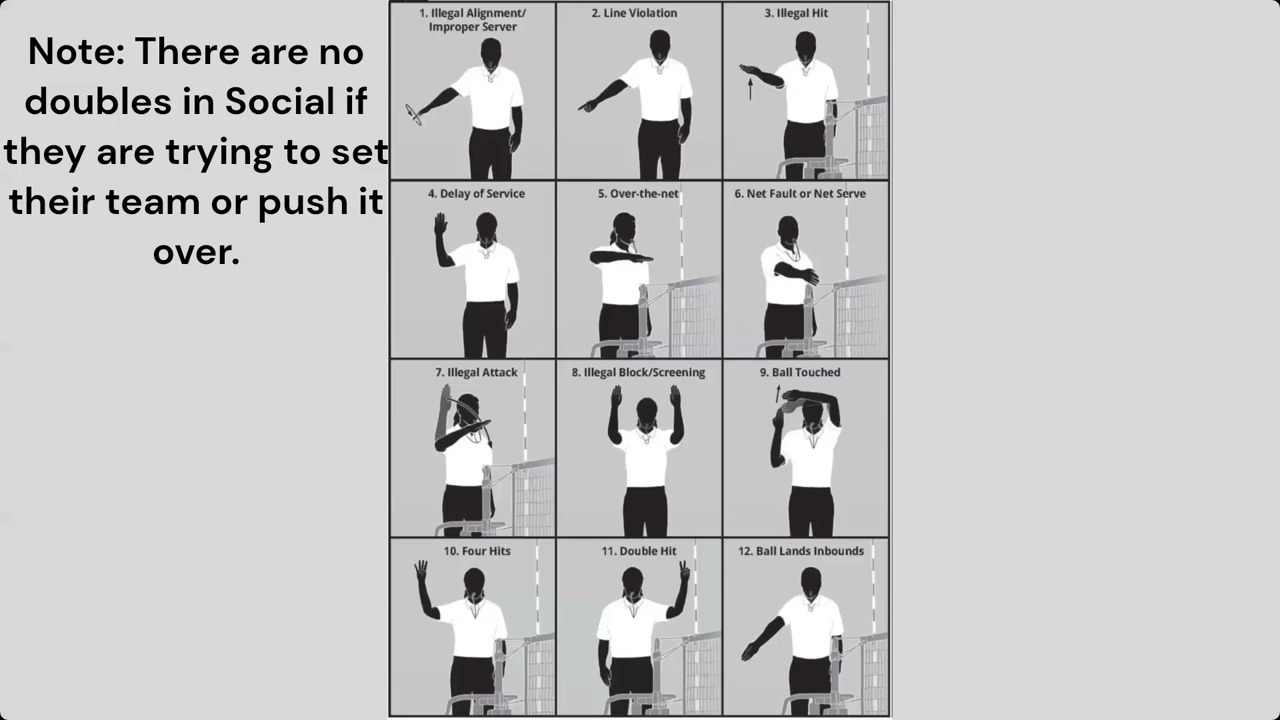 Note: There are no
doubles in Social if
they are trying to set
their team or push it
over.
1. Illegal Alignment/
Improper Server
2. Line Violation
3. Illegal Hit
4. Delay of Service
5. Over-the-net
6. Net Fault or Net Serve
7. Illegal Attack
8. Illegal Block/Screening
9. Ball Touched
10. Four Hits
11. Double Hit
12. Ball Lands Inbounds